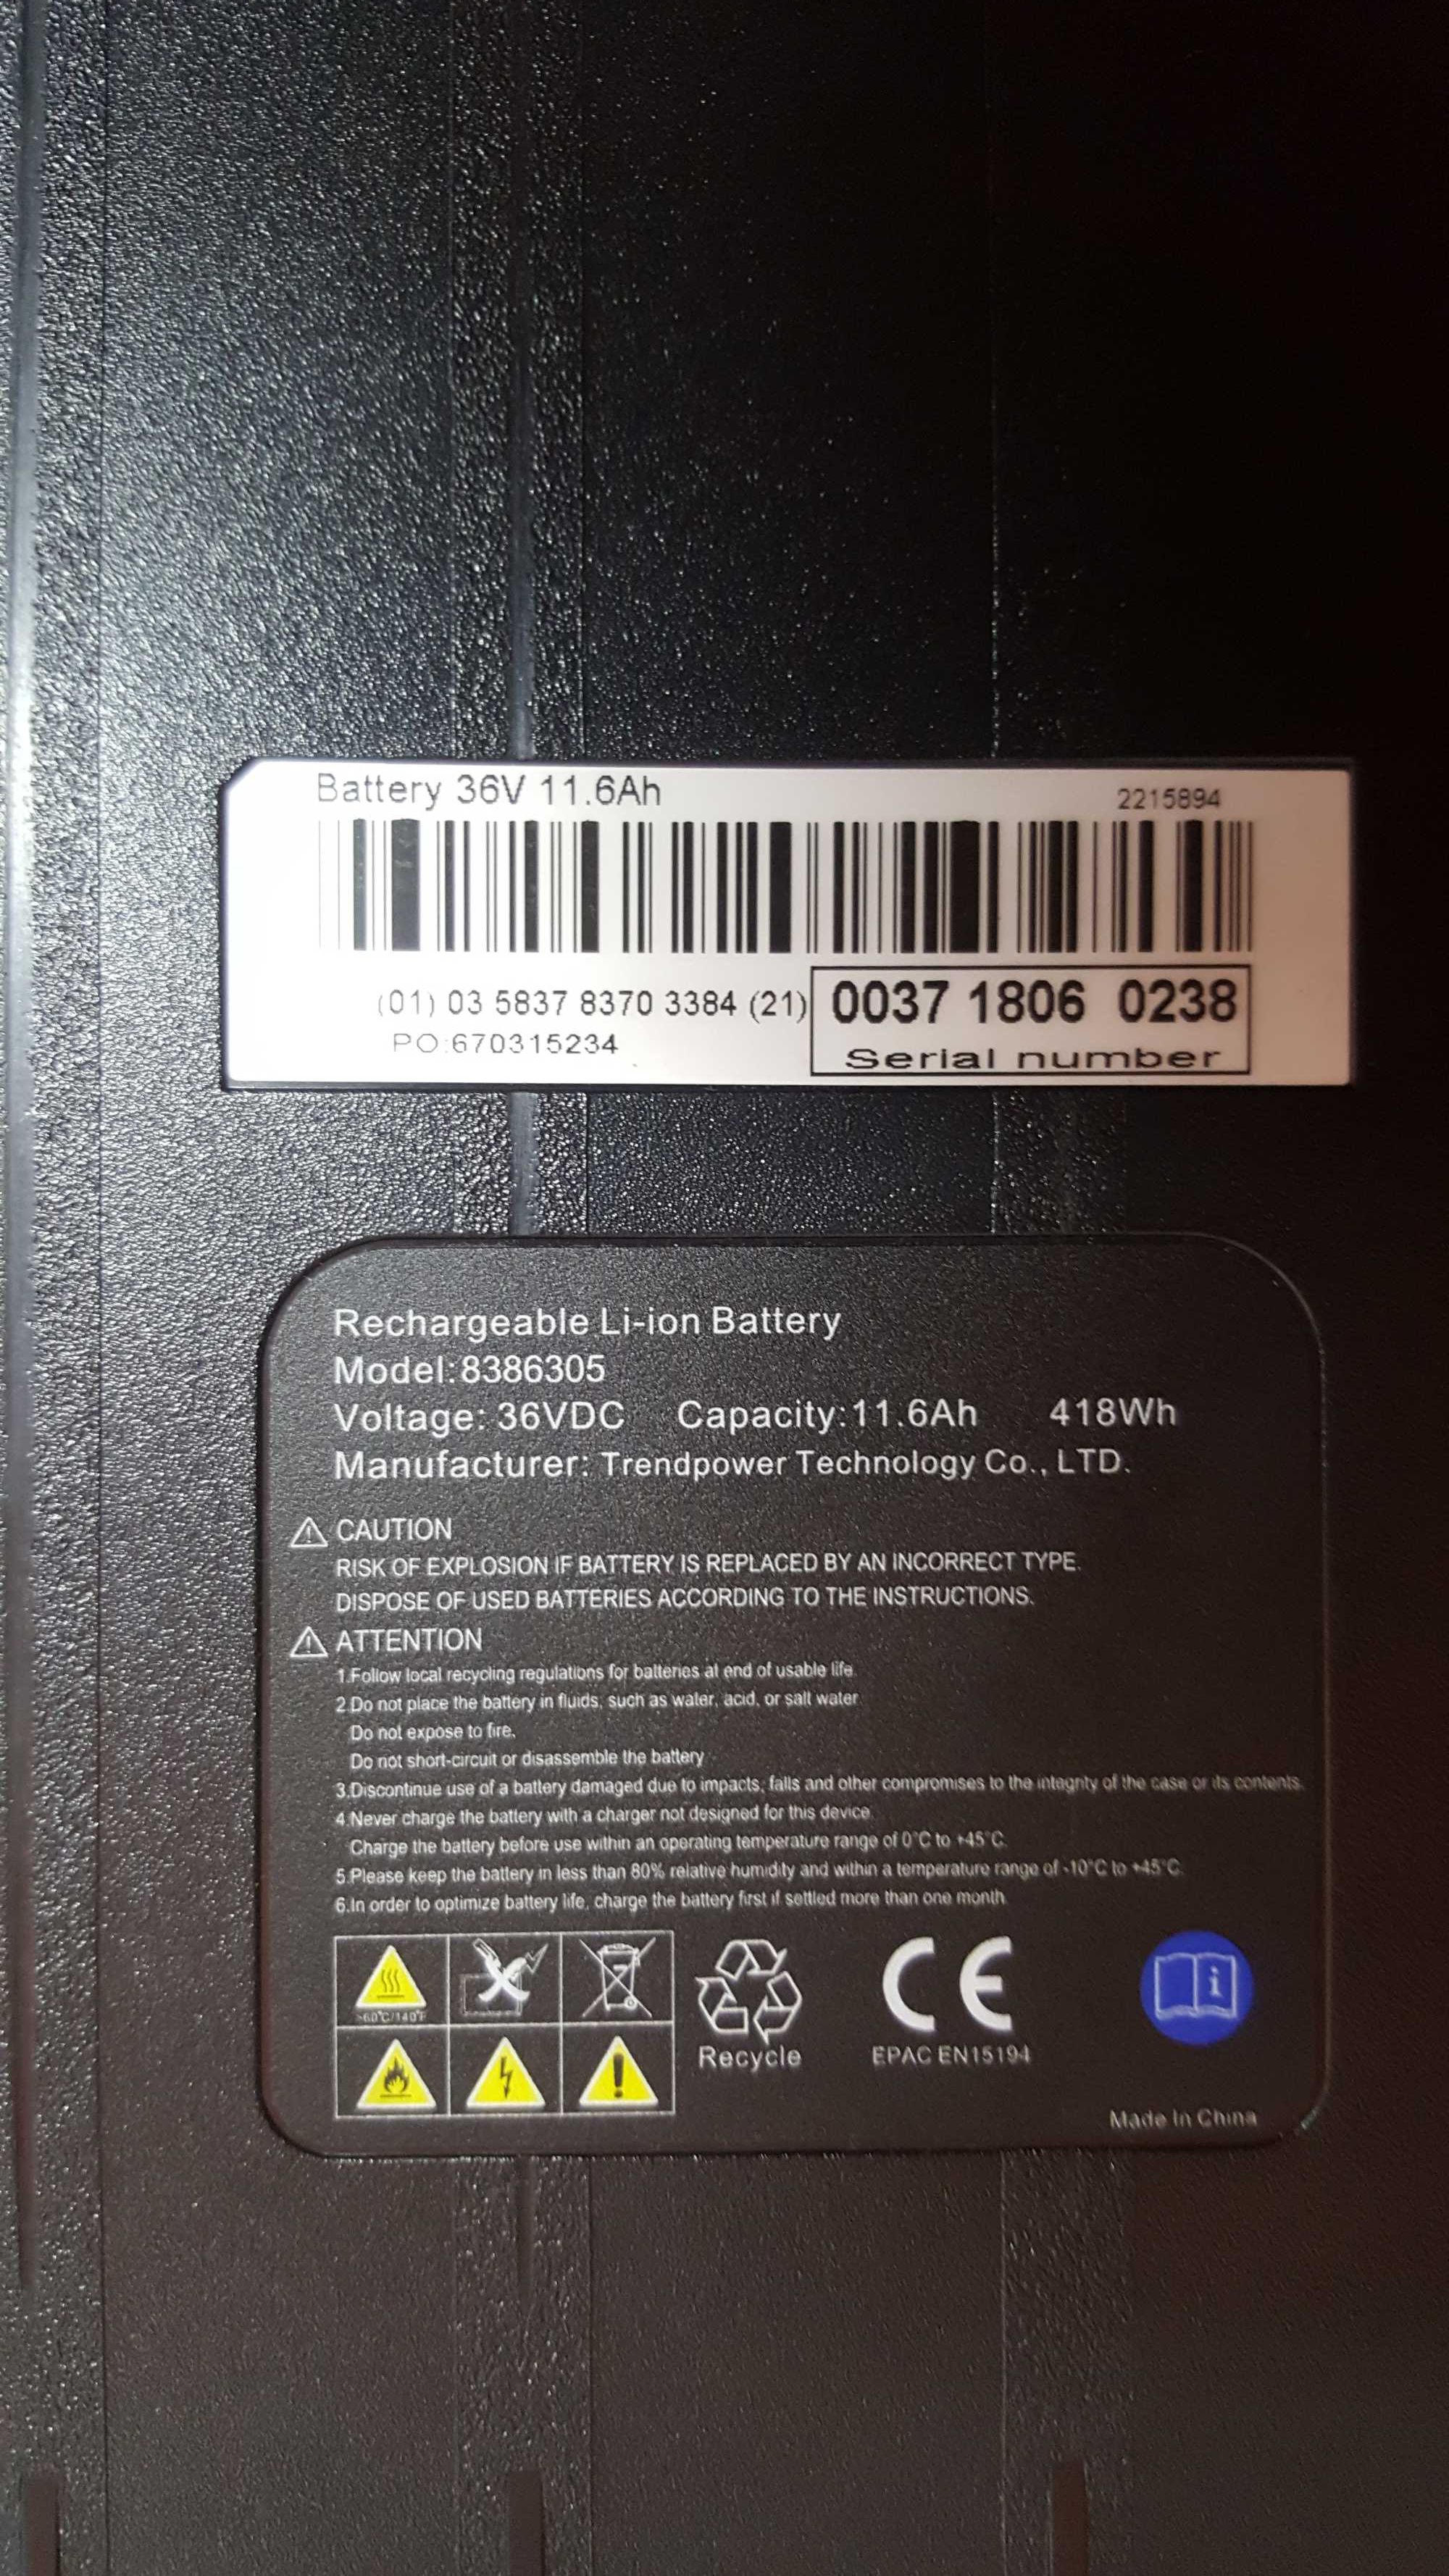 Battery 36V 11.6Ah
2215894
(01) 03 5837 8370 3384 (21) 0037 1806 0238
PO:670315234
Serial number
Rechargeable Li-ion Battery
Model:8386305
Voltage: 36VDC Capacity:11.6Ah 418Wh
Manufacturer: Trendpower Technology Co., LTD.
CAUTION
RISK OF EXPLOSION IF BATTERY IS REPLACED BY AN INCORRECT TYPE.
DISPOSE OF USED BATTERIES ACCORDING TO THE INSTRUCTIONS.
ATTENTION
1.Follow local recycling regulations for batteries at end of usable life.
2.Do not place the battery in fluids, such as water, acid, or salt water
Do not expose to fire.
Do not short-circuit or disassemble the battery
3.Discontinue use of a battery damaged due to impacts, falls and other compromises to the integrity of the case or its contents.
4.Never charge the battery with a charger not designed for this device.
Charge the battery before use within an operating temperature range of 0°C to +45°C.
5.Please keep the battery in less than 80% relative humidity and within a temperature range of -10°C to +45°C.
6.In order to optimize battery life, charge the battery first if settled more than one month.
>60°C/140°F
Recycle
CE
EPAC EN15194
Made In China